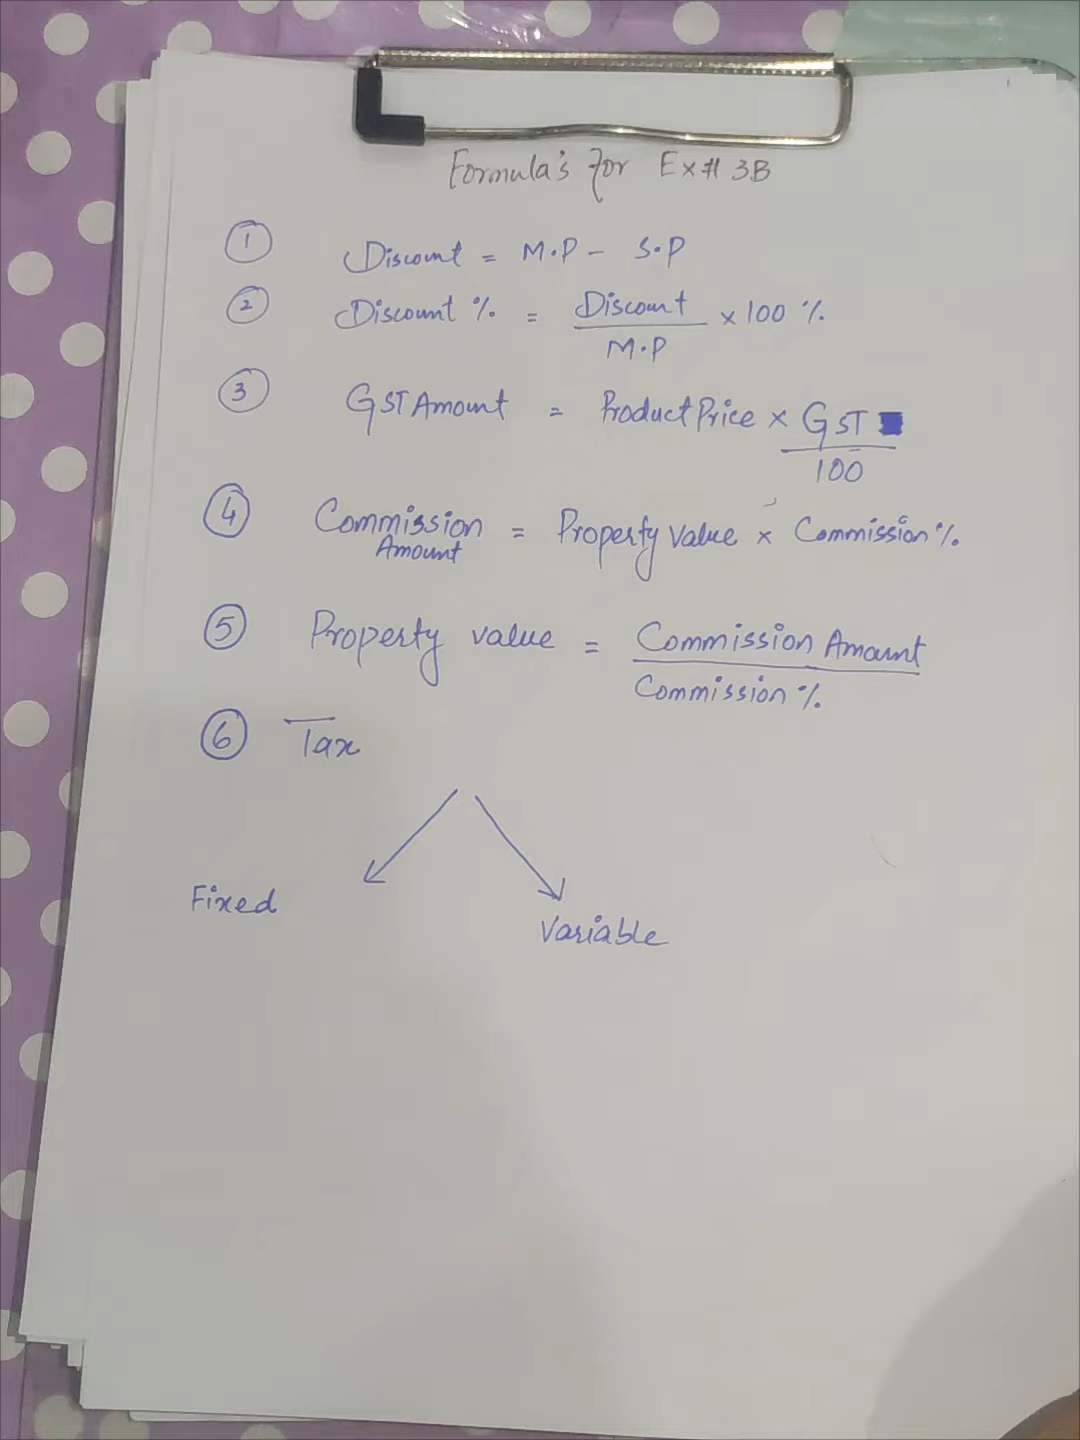 Formula's for Ex# 3B
① Discount = M.P - S.P
② Discount % = Discount / M.P × 100 %
③ GST Amount = Product Price × GST / 100
④ Commission Amount = Property value × Commission %
⑤ Property value = Commission Amount / Commission %
⑥ Tax
Fixed
Variable